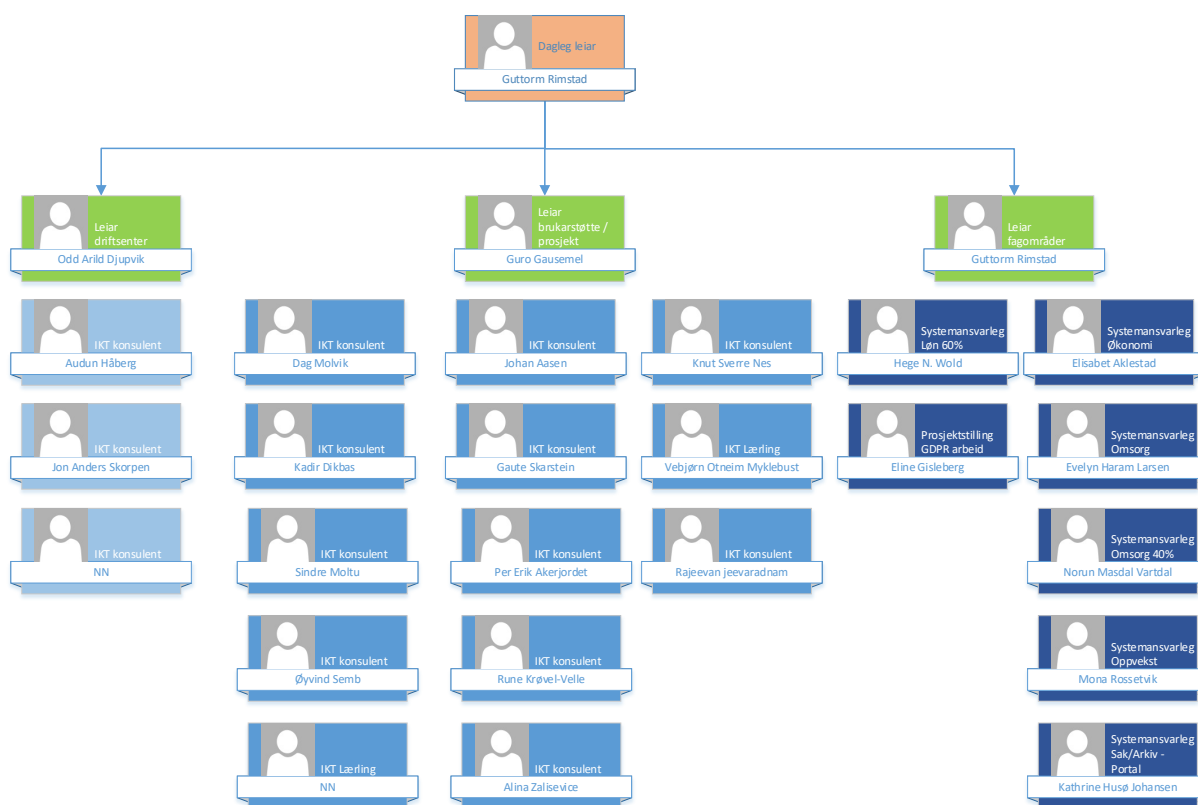 Dagleg leiar
Guttorm Rimstad
Leiar
driftsenter
Odd Arild Djupvik
Leiar
brukarstøtte /
prosjekt
Guro Gausemel
Leiar
fagområder
Guttorm Rimstad
IKT konsulent
Audun Håberg
IKT konsulent
Dag Molvik
IKT konsulent
Johan Aasen
IKT konsulent
Knut Sverre Nes
Systemansvarleg
Løn 60%
Hege N. Wold
Systemansvarleg
Økonomi
Elisabet Aklestad
IKT konsulent
Jon Anders Skorpen
IKT konsulent
Kadir Dikbas
IKT konsulent
Gaute Skarstein
IKT Lærling
Vebjørn Otneim Myklebust
Prosjektstilling
GDPR arbeid
Eline Gisleberg
Systemansvarleg
Omsorg
Evelyn Haram Larsen
IKT konsulent
NN
IKT konsulent
Sindre Moltu
IKT konsulent
Per Erik Akerjordet
IKT konsulent
Rajeevan jeevaradnam
Systemansvarleg
Omsorg 40%
Norun Masdal Vartdal
IKT konsulent
Øyvind Semb
IKT konsulent
Rune Krøvel-Velle
Systemansvarleg
Oppvekst
Mona Rossetvik
IKT Lærling
NN
IKT konsulent
Alina Zalisevice
Systemansvarleg
Sak/Arkiv -
Portal
Kathrine Husø Johansen